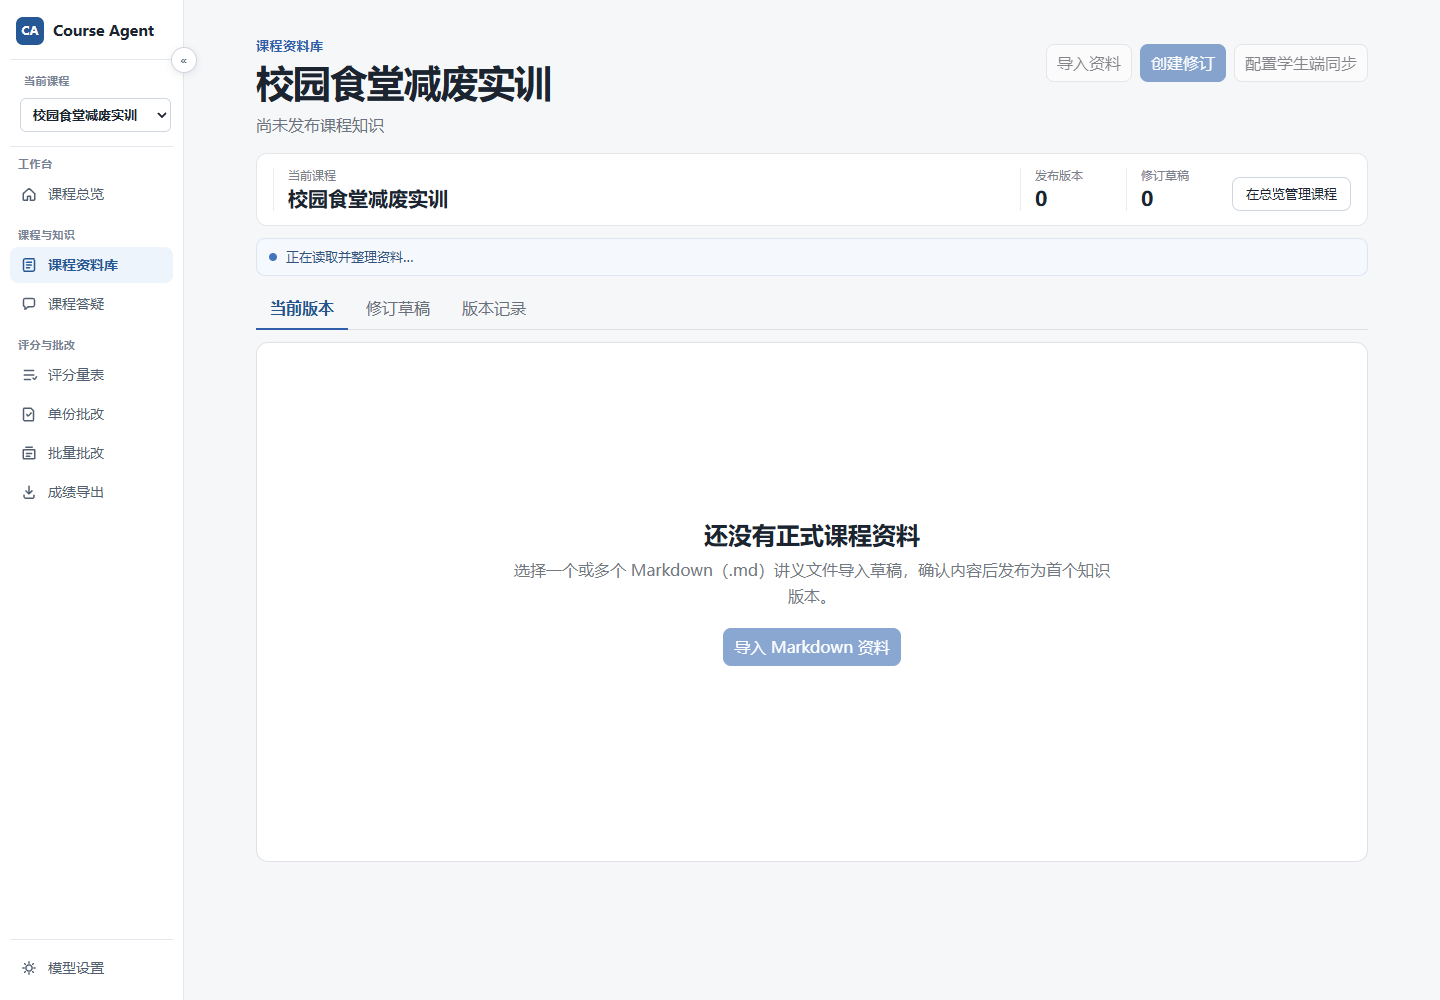 CA Course Agent
«
当前课程
校园食堂减废实训
工作台
课程总览
课程与知识
课程资料库
课程答疑
评分与批改
评分量表
单份批改
批量批改
成绩导出
模型设置
课程资料库
校园食堂减废实训
尚未发布课程知识
导入资料
创建修订
配置学生端同步
当前课程
校园食堂减废实训
发布版本
0
修订草稿
0
在总览管理课程
正在读取并整理资料...
当前版本
修订草稿
版本记录
还没有正式课程资料
选择一个或多个 Markdown（.md）讲义文件导入草稿，确认内容后发布为首个知识
版本。
导入 Markdown 资料